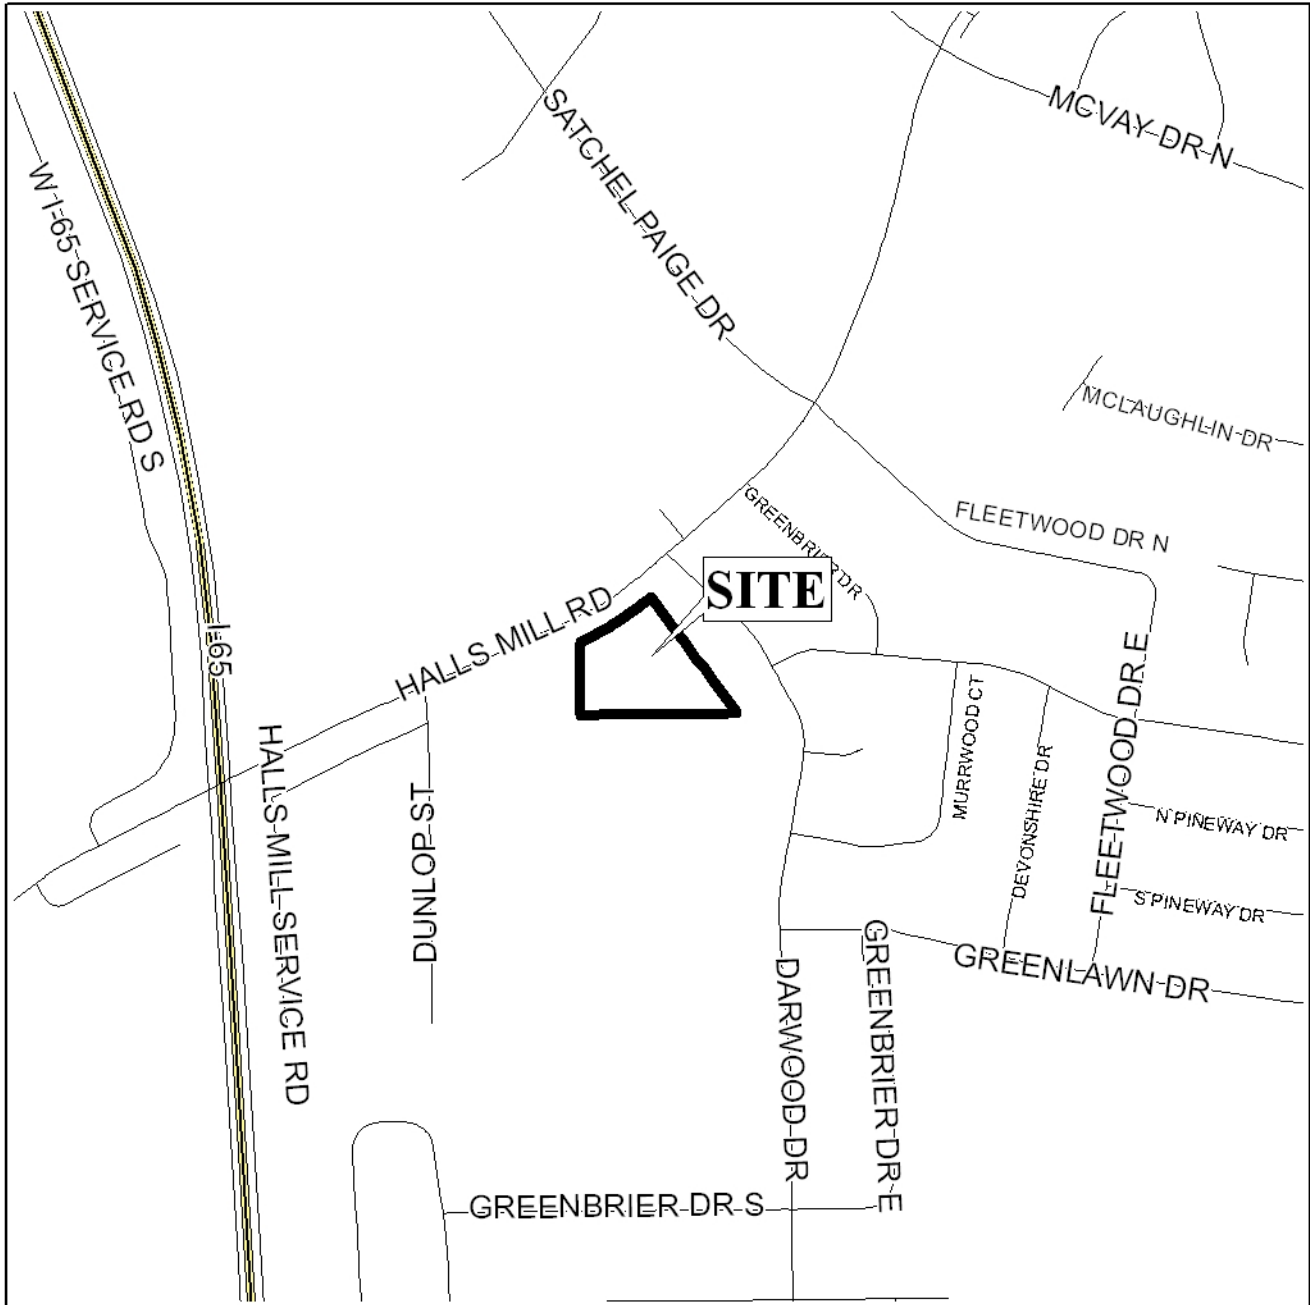 MCVAY DR N
SATCHEL PAIGE DR
W I-65 SERVICE RD S
MCLAUGHLIN DR
GREENBRIER DR
FLEETWOOD DR N
SITE
HALLS MILL RD
I-65
FLEETWOOD DR E
MURRWOOD CT
DEVONSHIRE DR
HALLS MILL SERVICE RD
DUNLOP ST
N PINEWAY DR
S PINEWAY DR
GREENLAWN DR
GREENBRIER DR E
DARWOOD DR
GREENBRIER DR S